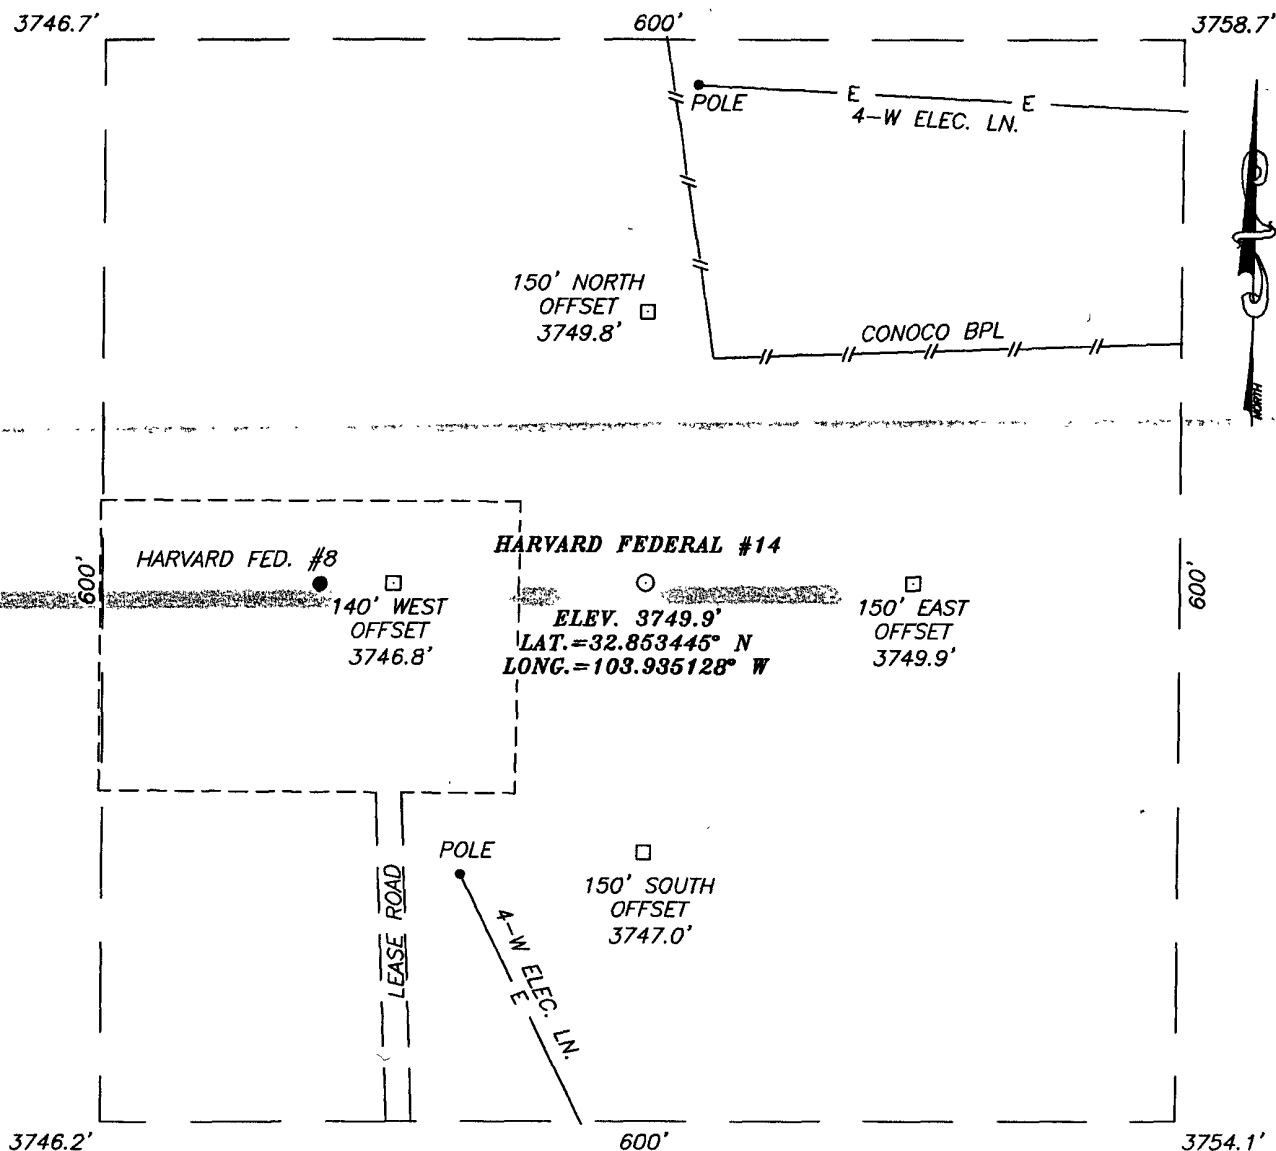 3746.7'
600'
3758.7'
POLE
E
E
4-W ELEC. LN.
150' NORTH
OFFSET
3749.8'
CONOCO BPL
NORTH
600'
HARVARD FED. #8
140' WEST
OFFSET
3746.8'
HARVARD FEDERAL #14
ELEV. 3749.9'
LAT.=32.853445° N
LONG.=103.935128° W
150' EAST
OFFSET
3749.9'
600'
POLE
LEASE ROAD
4-W ELEC. LN.
E
150' SOUTH
OFFSET
3747.0'
3746.2'
600'
3754.1'